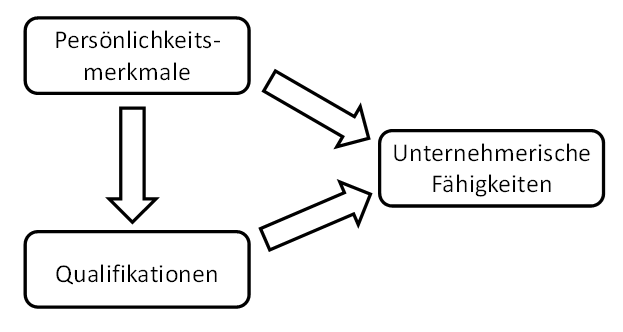 Persönlichkeits-
merkmale
Unternehmerische
Fähigkeiten
Qualifikationen